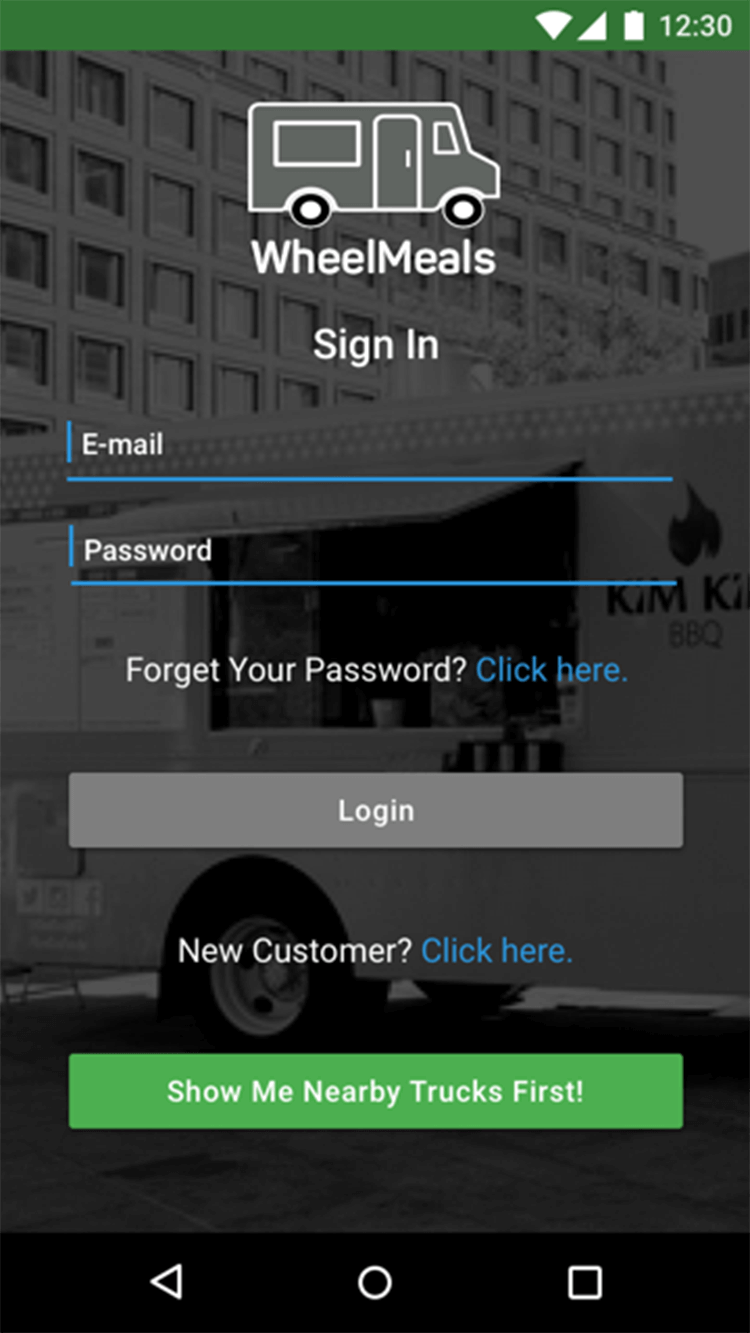 12:30
WheelMeals
Sign In
E-mail
Password
KiM
BBQ
Forget Your Password? Click here.
Login
New Customer? Click here.
Show Me Nearby Trucks First!